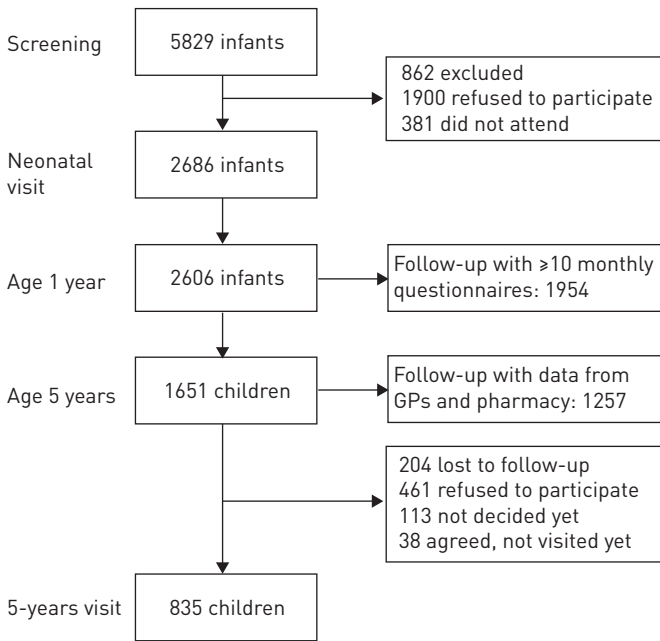 Screening
5829 infants
862 excluded
1900 refused to participate
381 did not attend
Neonatal
visit
2686 infants
Age 1 year
2606 infants
Follow-up with ≥10 monthly
questionnaires: 1954
Age 5 years
1651 children
Follow-up with data from
GPs and pharmacy: 1257
204 lost to follow-up
461 refused to participate
113 not decided yet
38 agreed, not visited yet
5-years visit
835 children